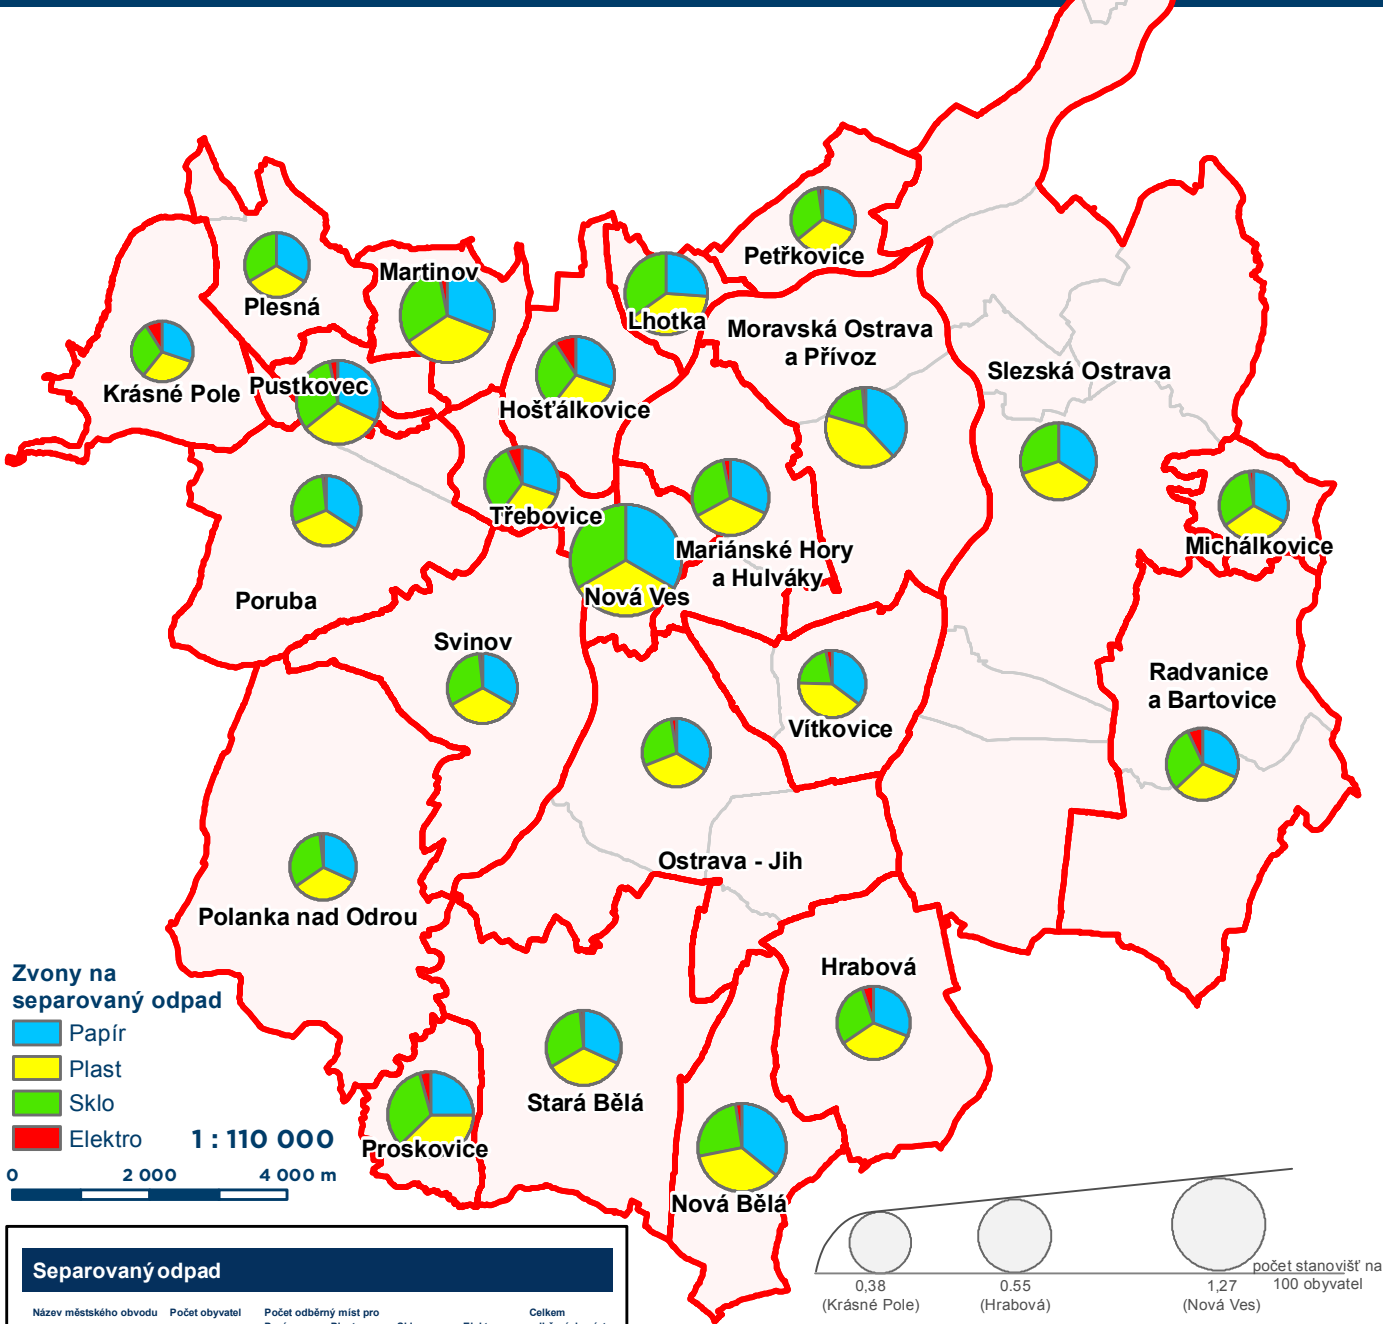 Petřkovice
Martinov
Plesná
Lhotka
Moravská Ostrava
a Přívoz
Slezská Ostrava
Krásné Pole
Pustkovec
Hošťálkovice
Třebovice
Mariánské Hory
a Hulváky
Michálkovice
Nová Ves
Poruba
Svinov
Radvanice
a Bartovice
Vítkovice
Ostrava - Jih
Polanka nad Odrou
Hrabová
Stará Bělá
Proskovice
Nová Bělá
Zvony na
separovaný odpad
Papír
Plast
Sklo
Elektro
1 : 110 000
0 2 000 4 000 m
počet stanovišť na
100 obyvatel
0,38 0.55 1,27
(Krásné Pole) (Hrabová) (Nová Ves)
Separovaný odpad
Název městského obvodu Počet obyvatel Počet odběrný míst pro Celkem